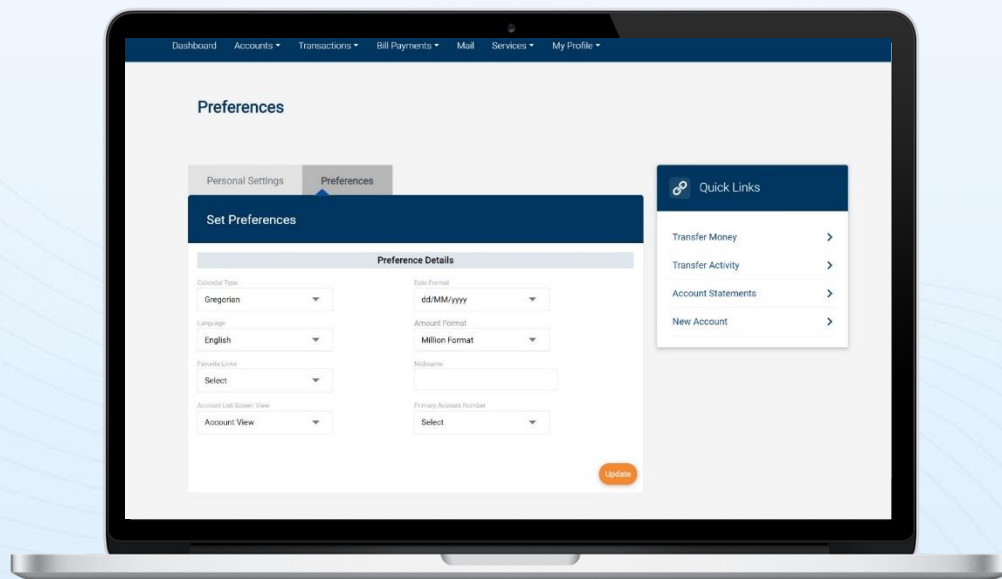 Dashboard Accounts Transactions Bill Payments Mail Services My Profile
Preferences
Personal Settings Preferences
Set Preferences
Preference Details
Calendar Type Date Format
Gregorian dd/MM/yyyy
Language Amount Format
English Million Format
Favorite Links Nickname
Select
Account List Screen View Primary Account Number
Account View Select
Update
Quick Links
Transfer Money
Transfer Activity
Account Statements
New Account